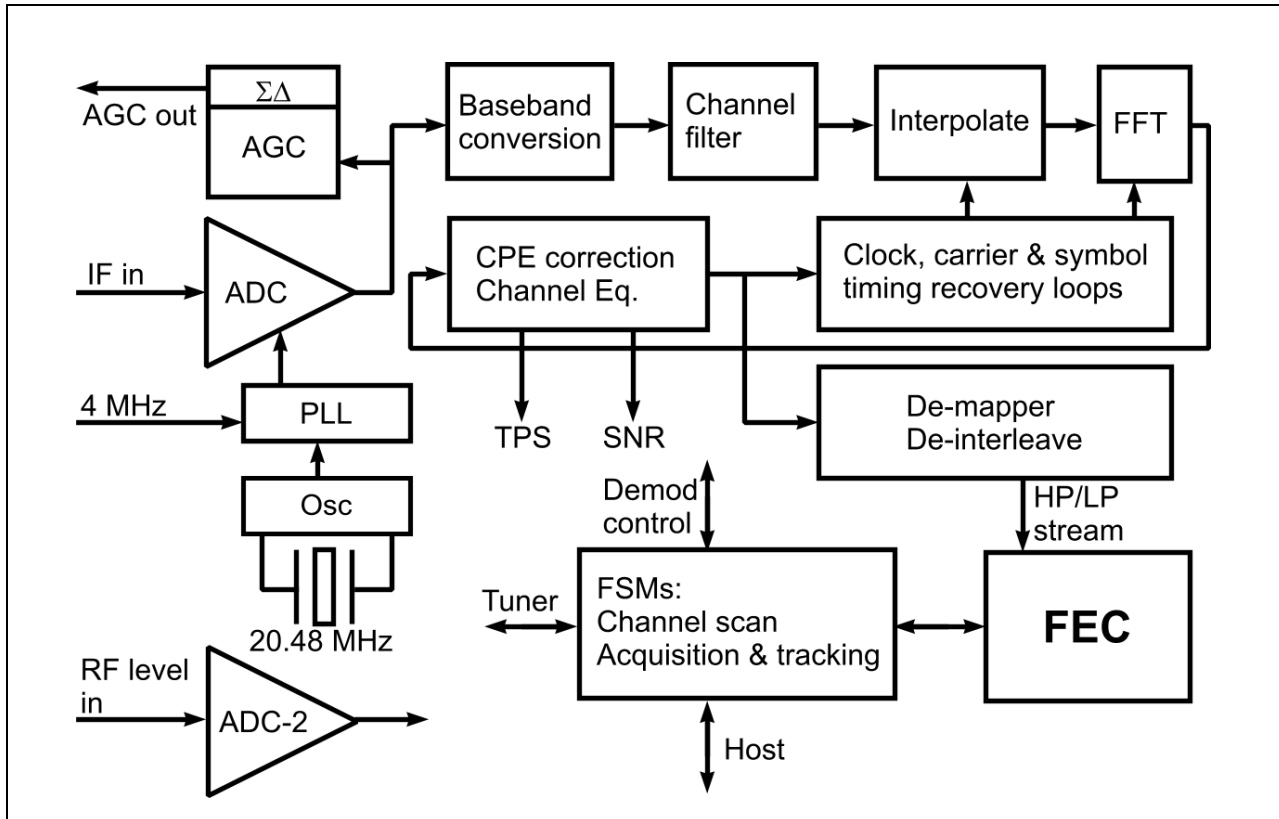 ΣΔ
AGC out
AGC
Baseband
conversion
Channel
filter
Interpolate
FFT
IF in
ADC
CPE correction
Channel Eq.
Clock, carrier & symbol
timing recovery loops
4 MHz
PLL
TPS
SNR
De-mapper
De-interleave
Osc
20.48 MHz
Demod
control
HP/LP
stream
Tuner
FSMs:
Channel scan
Acquisition & tracking
FEC
RF level
in
ADC-2
Host